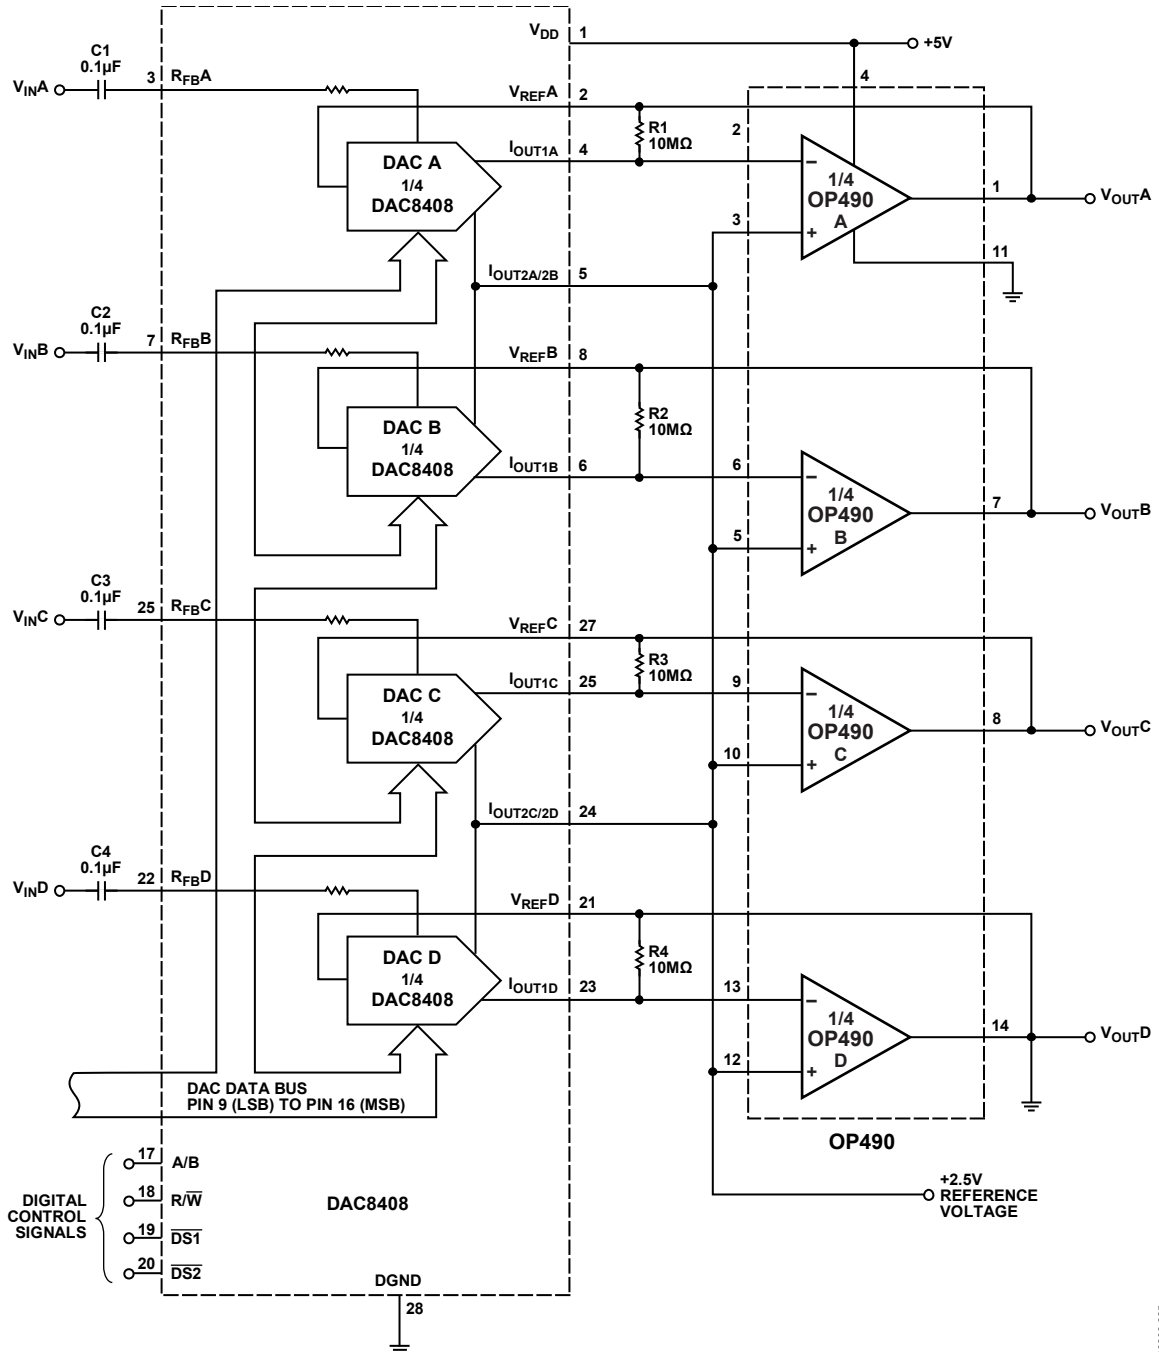 VDD 1
+5V
C1
0.1µF
VINA
3 RFBA
4
VREFA 2
2
R1
10MΩ
DAC A
1/4
DAC8408
IOUT1A 4
−
1/4
OP490
A
1
VOUTA
3
+
11
IOUT2A/2B 5
C2
0.1µF
VINB
7 RFBB
VREFB 8
R2
10MΩ
DAC B
1/4
DAC8408
IOUT1B 6
6
−
1/4
OP490
B
7
VOUTB
5
+
C3
0.1µF
VINC
25 RFBC
VREFC 27
R3
10MΩ
DAC C
1/4
DAC8408
IOUT1C 25
9
−
1/4
OP490
C
8
VOUTC
10
+
IOUT2C/2D 24
C4
0.1µF
VIND
22 RFBD
VREFD 21
R4
10MΩ
DAC D
1/4
DAC8408
IOUT1D 23
13
−
1/4
OP490
D
14
VOUTD
12
+
DAC DATA BUS
PIN 9 (LSB) TO PIN 16 (MSB)
OP490
17 A/B
18 R/W̅
19 D̅S̅1̅
20 D̅S̅2̅
DIGITAL
CONTROL
SIGNALS
DAC8408
+2.5V
REFERENCE
VOLTAGE
DGND
28